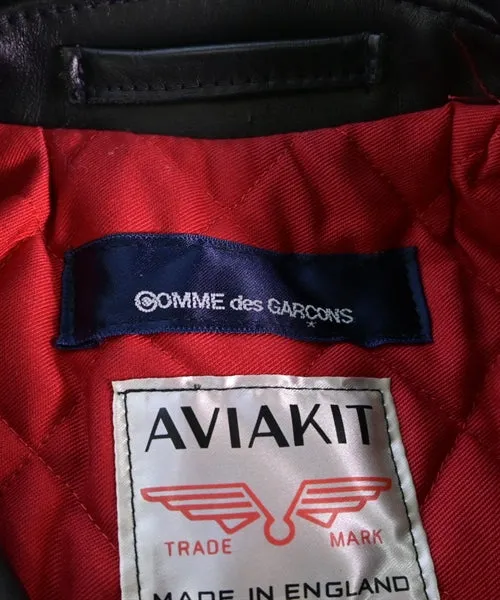 COMME des GARCONS
*
AVIAKIT
TRADE MARK
MADE IN ENGLAND